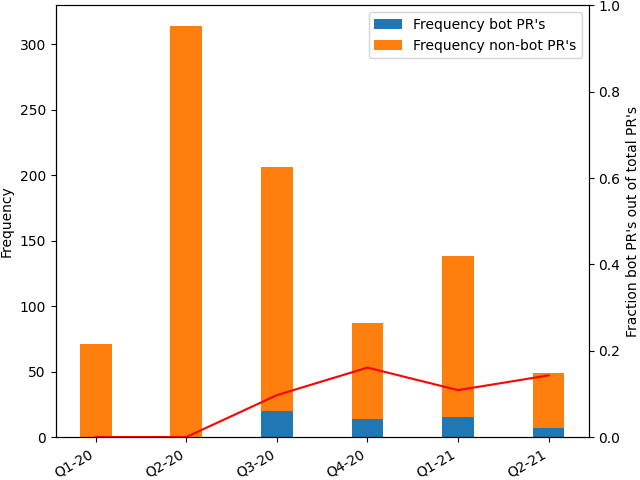 Frequency bot PR's
Frequency non-bot PR's
Frequency
300
250
200
150
100
50
0
1.0
0.8
0.6
0.4
0.2
0.0
Fraction bot PR's out of total PR's
Q1-20
Q2-20
Q3-20
Q4-20
Q1-21
Q2-21